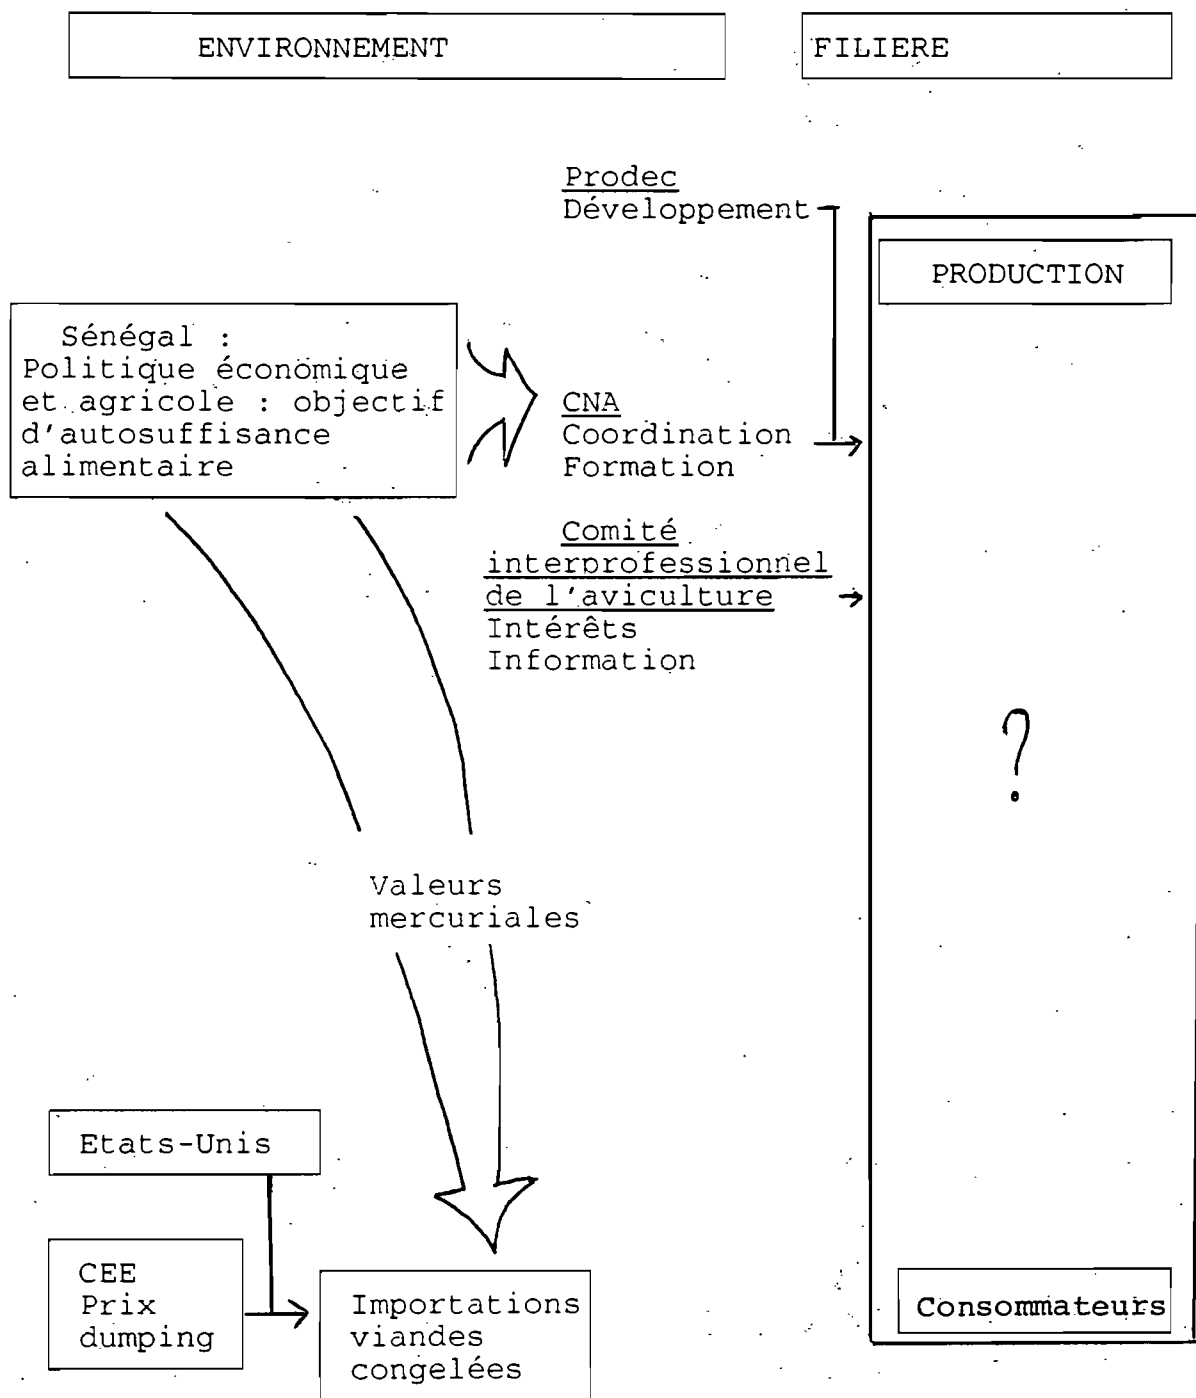 ENVIRONNEMENT
FILIERE
Prodec
Développement
PRODUCTION
Sénégal :
Politique économique
et agricole : objectif
d'autosuffisance
alimentaire
CNA
Coordination
Formation
Comité
interprofessionnel
de l'aviculture
Intérêts
Information
?
Valeurs
mercuriales
Etats-Unis
CEE
Prix
dumping
Importations
viandes
congelées
Consommateurs